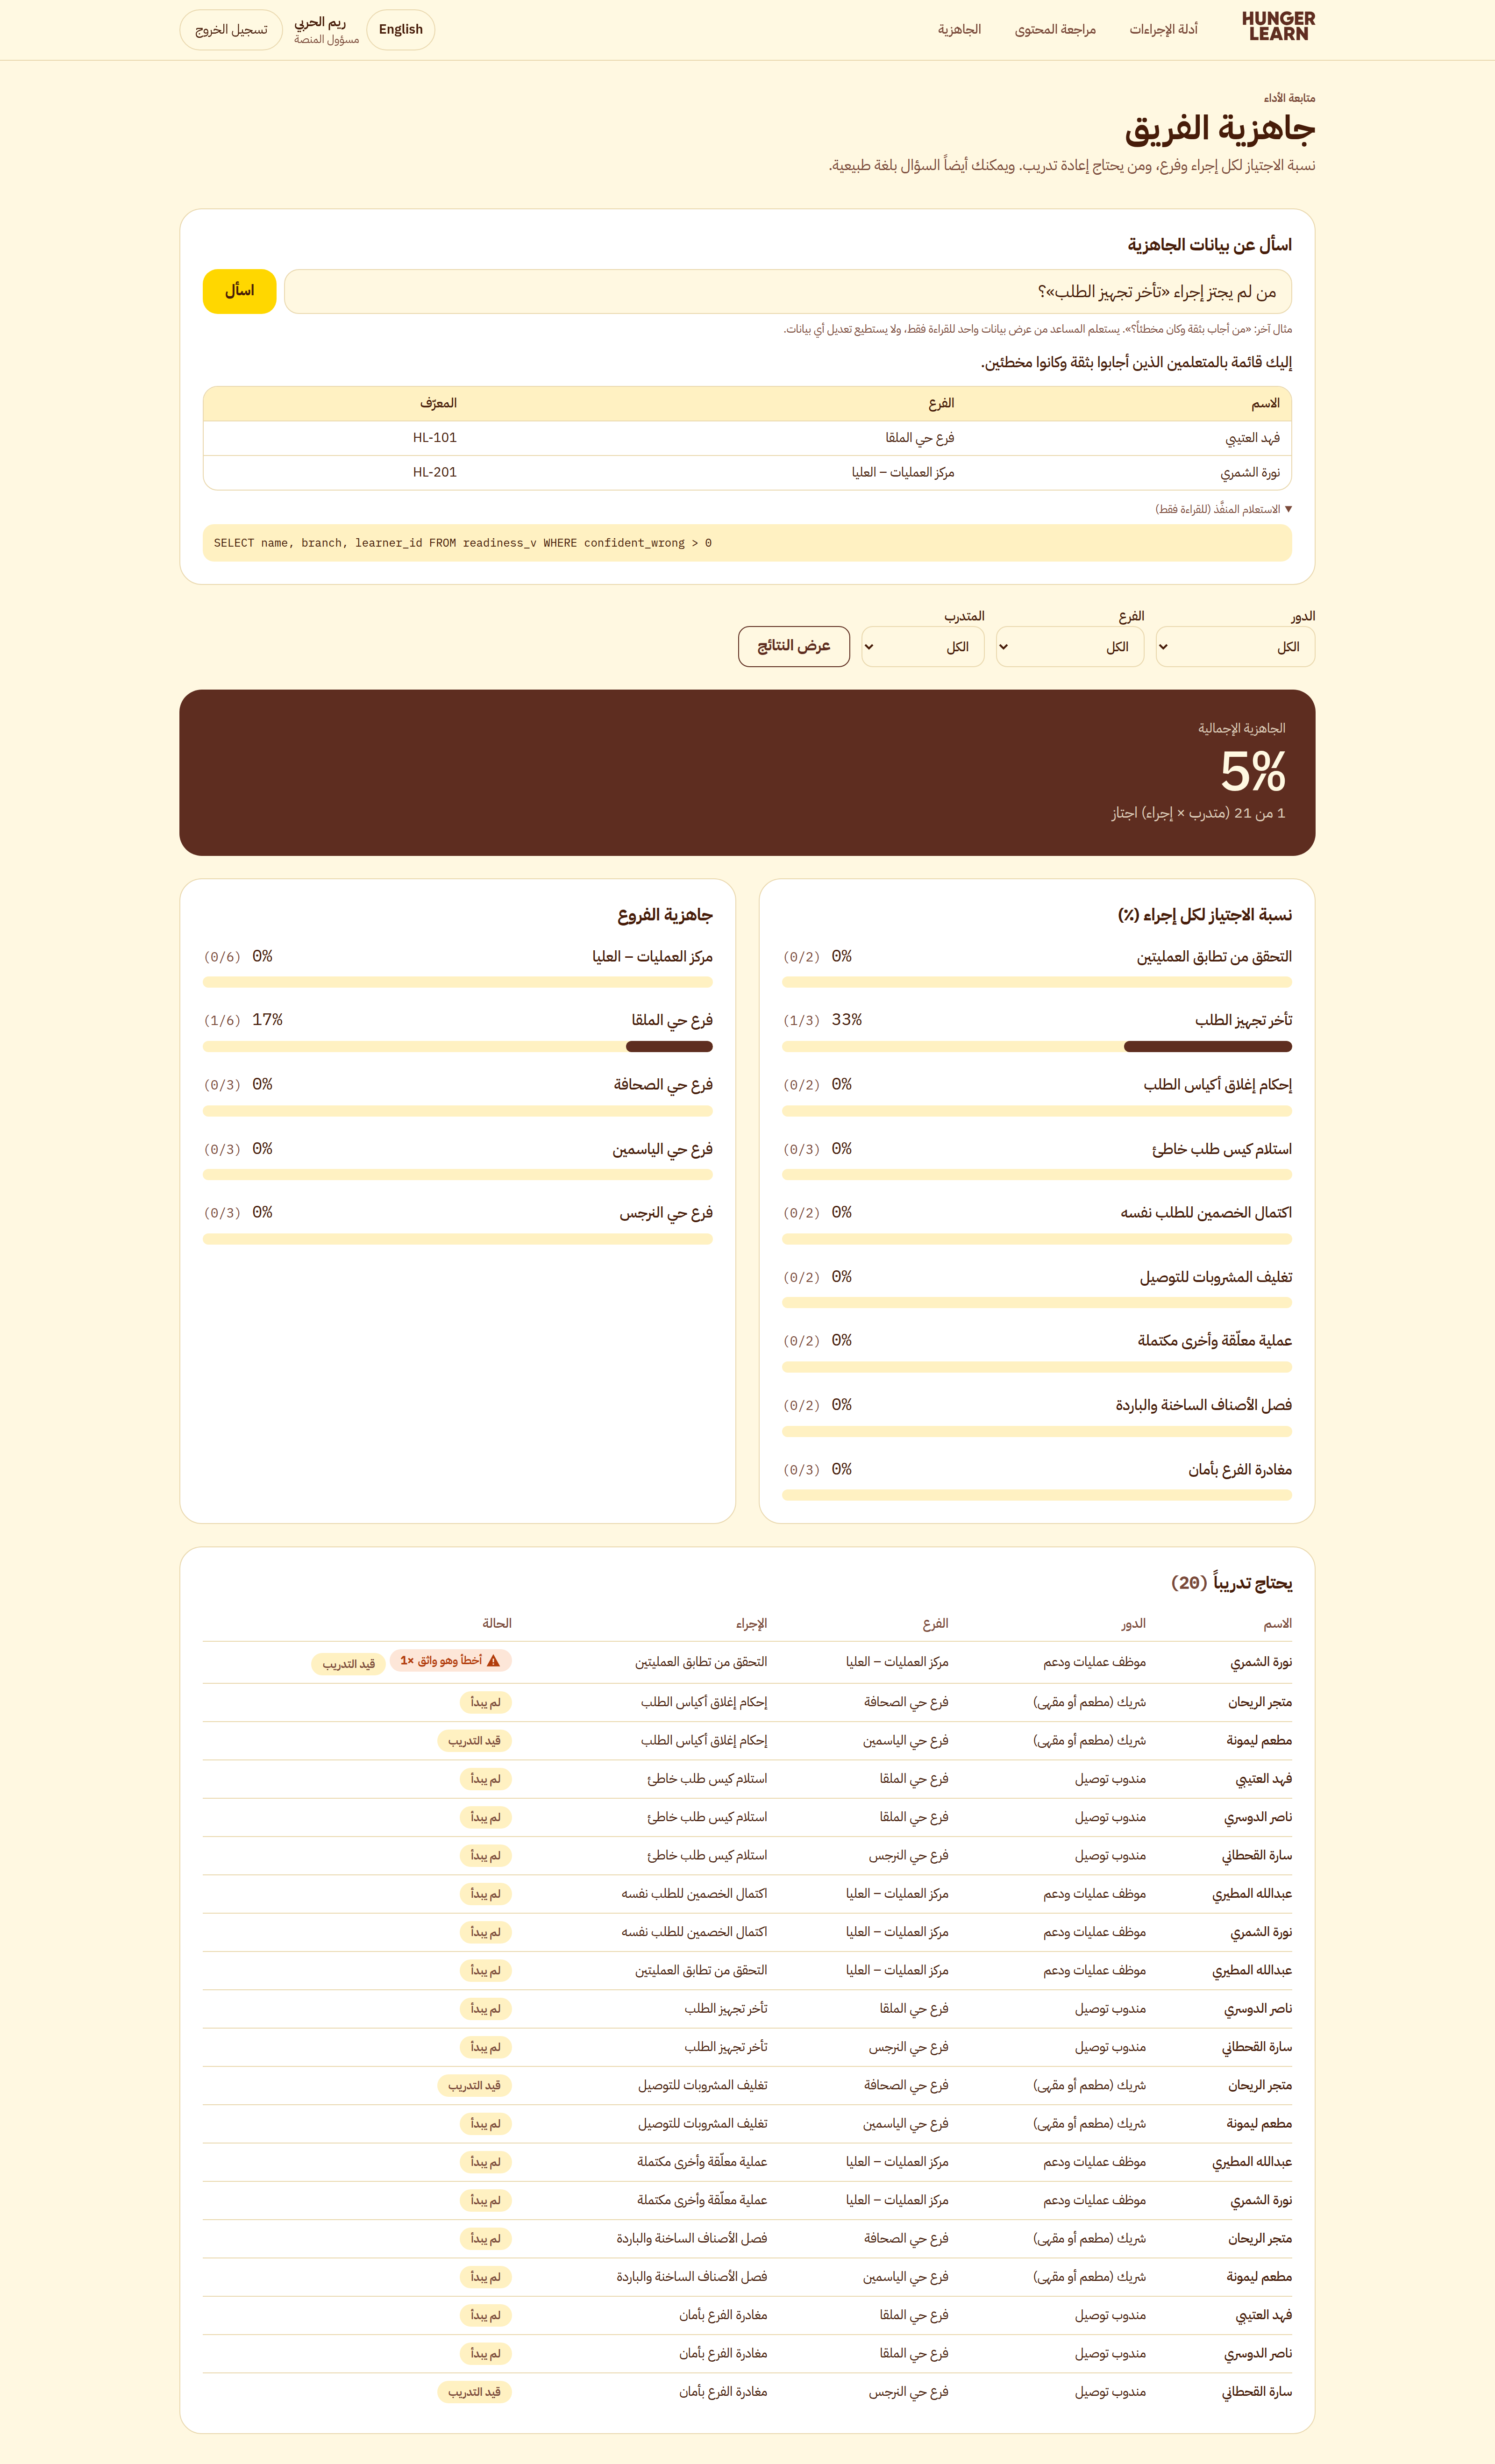 HUNGER
LEARN
أدلة الإجراءات
مراجعة المحتوى
الجاهزية
English
ريم الحربي
مسؤول المنصة
تسجيل الخروج
متابعة الأداء
جاهزية الفريق
نسبة الاجتياز لكل إجراء وفرع، ومن يحتاج إعادة تدريب. ويمكنك أيضاً السؤال بلغة طبيعية.
اسأل عن بيانات الجاهزية
من لم يجتز إجراء «تأخر تجهيز الطلب»؟
اسأل
مثال آخر: «من أجاب بثقة وكان مخطئاً؟». يستعلم المساعد من عرض بيانات واحد للقراءة فقط، ولا يستطيع تعديل أي بيانات.
إليك قائمة بالمتعلمين الذين أجابوا بثقة وكانوا مخطئين.
الاسم الفرع المعرّف
فهد العتيبي فرع حي الملقا HL-101
نورة الشمري مركز العمليات – العليا HL-201
▼ الاستعلام المنفَّذ (للقراءة فقط)
SELECT name, branch, learner_id FROM readiness_v WHERE confident_wrong > 0
الدور الفرع المتدرب
الكل الكل الكل عرض النتائج
الجاهزية الإجمالية
5%
1 من 21 (متدرب × إجراء) اجتاز
نسبة الاجتياز لكل إجراء (٪)
التحقق من تطابق العمليتين 0% (0/2)
تأخر تجهيز الطلب 33% (1/3)
إحكام إغلاق أكياس الطلب 0% (0/2)
استلام كيس طلب خاطئ 0% (0/3)
اكتمال الخصمين للطلب نفسه 0% (0/2)
تغليف المشروبات للتوصيل 0% (0/2)
عملية معلّقة وأخرى مكتملة 0% (0/2)
فصل الأصناف الساخنة والباردة 0% (0/2)
مغادرة الفرع بأمان 0% (0/3)
جاهزية الفروع
مركز العمليات – العليا 0% (0/6)
فرع حي الملقا 17% (1/6)
فرع حي الصحافة 0% (0/3)
فرع حي الياسمين 0% (0/3)
فرع حي النرجس 0% (0/3)
يحتاج تدريباً (20)
الاسم الدور الفرع الإجراء الحالة
نورة الشمري موظف عمليات ودعم مركز العمليات – العليا التحقق من تطابق العمليتين أخطأ وهو واثق ×1 قيد التدريب
متجر الريحان شريك (مطعم أو مقهى) فرع حي الصحافة إحكام إغلاق أكياس الطلب لم يبدأ
مطعم ليمونة شريك (مطعم أو مقهى) فرع حي الياسمين إحكام إغلاق أكياس الطلب قيد التدريب
فهد العتيبي مندوب توصيل فرع حي الملقا استلام كيس طلب خاطئ لم يبدأ
ناصر الدوسري مندوب توصيل فرع حي الملقا استلام كيس طلب خاطئ لم يبدأ
سارة القحطاني مندوب توصيل فرع حي النرجس استلام كيس طلب خاطئ لم يبدأ
عبدالله المطيري موظف عمليات ودعم مركز العمليات – العليا اكتمال الخصمين للطلب نفسه لم يبدأ
نورة الشمري موظف عمليات ودعم مركز العمليات – العليا اكتمال الخصمين للطلب نفسه لم يبدأ
عبدالله المطيري موظف عمليات ودعم مركز العمليات – العليا التحقق من تطابق العمليتين لم يبدأ
ناصر الدوسري مندوب توصيل فرع حي الملقا تأخر تجهيز الطلب لم يبدأ
سارة القحطاني مندوب توصيل فرع حي النرجس تأخر تجهيز الطلب لم يبدأ
متجر الريحان شريك (مطعم أو مقهى) فرع حي الصحافة تغليف المشروبات للتوصيل قيد التدريب
مطعم ليمونة شريك (مطعم أو مقهى) فرع حي الياسمين تغليف المشروبات للتوصيل لم يبدأ
عبدالله المطيري موظف عمليات ودعم مركز العمليات – العليا عملية معلّقة وأخرى مكتملة لم يبدأ
نورة الشمري موظف عمليات ودعم مركز العمليات – العليا عملية معلّقة وأخرى مكتملة لم يبدأ
متجر الريحان شريك (مطعم أو مقهى) فرع حي الصحافة فصل الأصناف الساخنة والباردة لم يبدأ
مطعم ليمونة شريك (مطعم أو مقهى) فرع حي الياسمين فصل الأصناف الساخنة والباردة لم يبدأ
فهد العتيبي مندوب توصيل فرع حي الملقا مغادرة الفرع بأمان لم يبدأ
ناصر الدوسري مندوب توصيل فرع حي الملقا مغادرة الفرع بأمان لم يبدأ
سارة القحطاني مندوب توصيل فرع حي النرجس مغادرة الفرع بأمان قيد التدريب